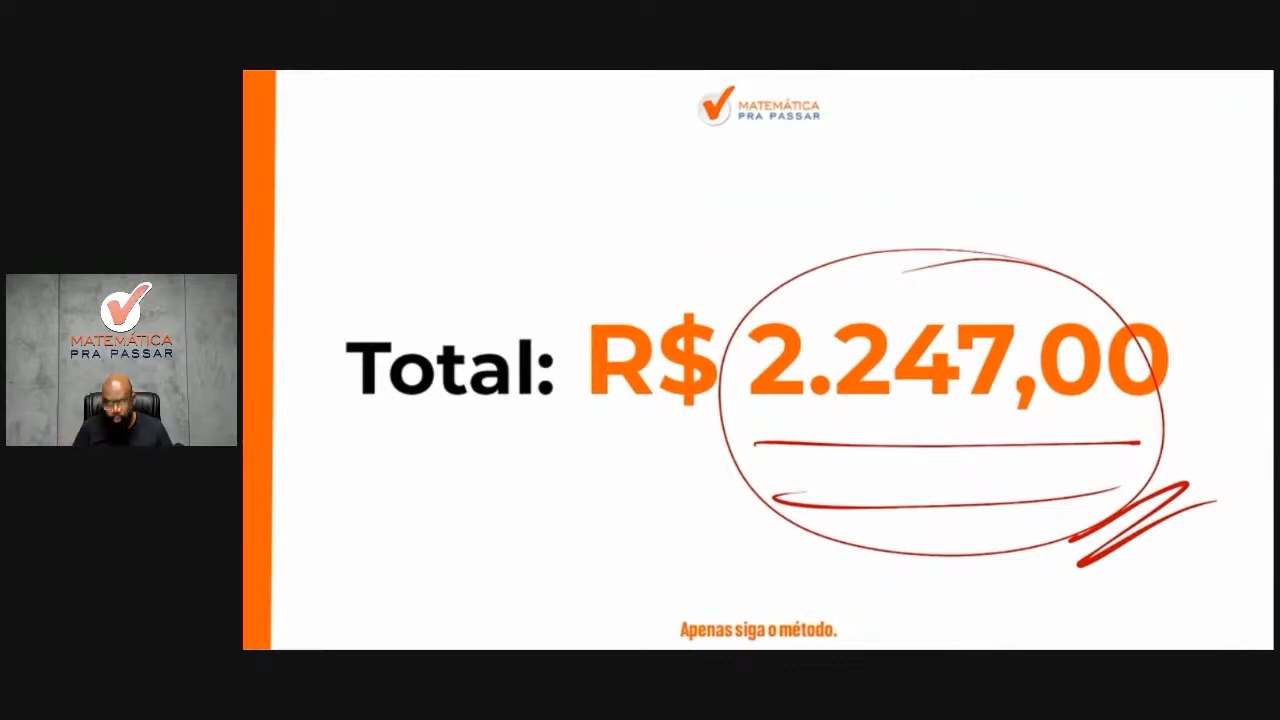 MATEMÁTICA
PRA PASSAR
Total: R$ 2.247,00
Apenas siga o método.
MATEMÁTICA
PRA PASSAR